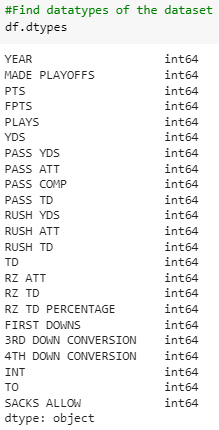 #Find datatypes of the dataset
df.dtypes
YEAR int64
MADE PLAYOFFS int64
PTS int64
FPTS int64
PLAYS int64
YDS int64
PASS YDS int64
PASS ATT int64
PASS COMP int64
PASS TD int64
RUSH YDS int64
RUSH ATT int64
RUSH TD int64
TD int64
RZ ATT int64
RZ TD int64
RZ TD PERCENTAGE int64
FIRST DOWNS int64
3RD DOWN CONVERSION int64
4TH DOWN CONVERSION int64
INT int64
TO int64
SACKS ALLOW int64
dtype: object